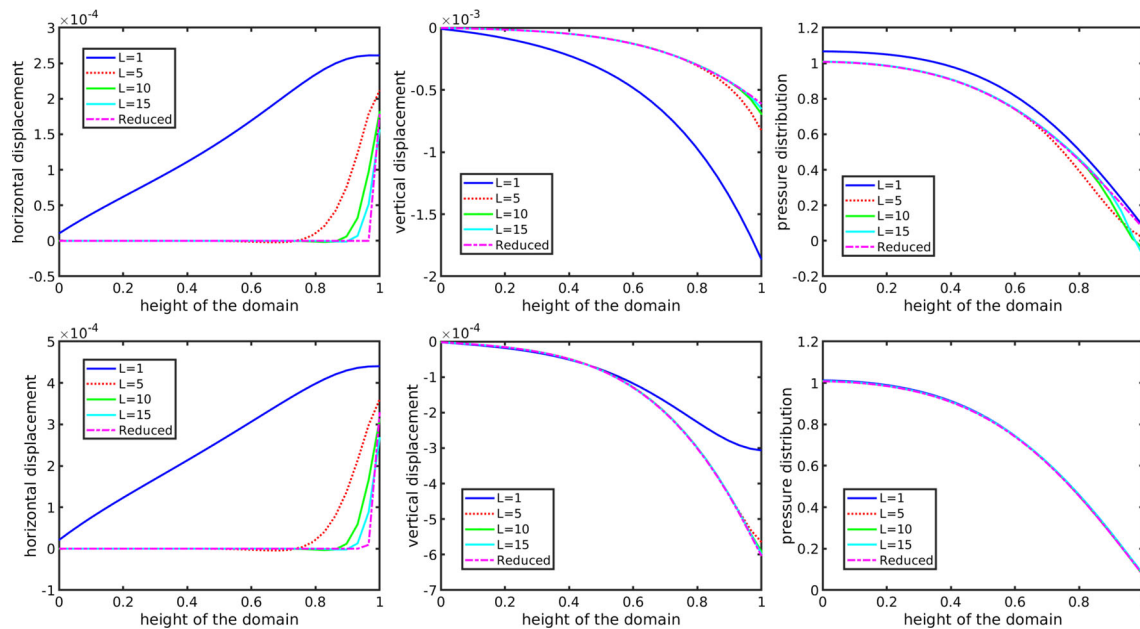 ×10⁻⁴
3
2.5
2
1.5
1
0.5
0
-0.5
L=1
L=5
L=10
L=15
Reduced
horizontal displacement
0 0.2 0.4 0.6 0.8 1
height of the domain
×10⁻³
0
-0.5
-1
-1.5
-2
L=1
L=5
L=10
L=15
Reduced
vertical displacement
0 0.2 0.4 0.6 0.8 1
height of the domain
1.2
1
0.8
0.6
0.4
0.2
0
-0.2
L=1
L=5
L=10
L=15
Reduced
pressure distribution
0 0.2 0.4 0.6 0.8
height of the domain
×10⁻⁴
5
4
3
2
1
0
-1
L=1
L=5
L=10
L=15
Reduced
horizontal displacement
0 0.2 0.4 0.6 0.8 1
height of the domain
×10⁻⁴
0
-1
-2
-3
-4
-5
-6
-7
L=1
L=5
L=10
L=15
Reduced
vertical displacement
0 0.2 0.4 0.6 0.8 1
height of the domain
1.2
1
0.8
0.6
0.4
0.2
0
L=1
L=5
L=10
L=15
Reduced
pressure distribution
0 0.2 0.4 0.6 0.8
height of the domain